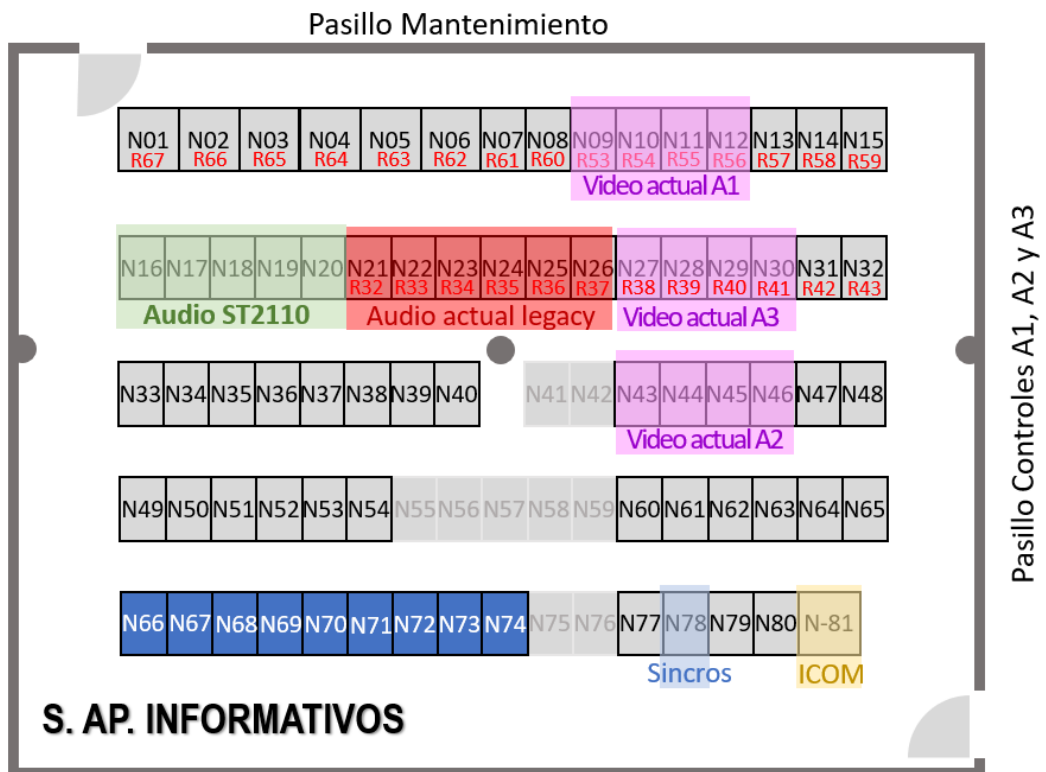 Pasillo Mantenimiento
N01 N02 N03 N04 N05 N06 N07 N08 N09 N10 N11 N12 N13 N14 N15
R67 R66 R65 R64 R63 R62 R61 R60 R53 R54 R55 R56 R57 R58 R59
Video actual A1
N16 N17 N18 N19 N20 N21 N22 N23 N24 N25 N26 N27 N28 N29 N30 N31 N32
R32 R33 R34 R35 R36 R37 R38 R39 R40 R41 R42 R43
Audio ST2110 Audio actual legacy Video actual A3
N33 N34 N35 N36 N37 N38 N39 N40 N41 N42 N43 N44 N45 N46 N47 N48
Video actual A2
N49 N50 N51 N52 N53 N54 N55 N56 N57 N58 N59 N60 N61 N62 N63 N64 N65
N66 N67 N68 N69 N70 N71 N72 N73 N74 N75 N76 N77 N78 N79 N80 N-81
Sincros ICOM
S. AP. INFORMATIVOS
Pasillo Controles A1, A2 y A3